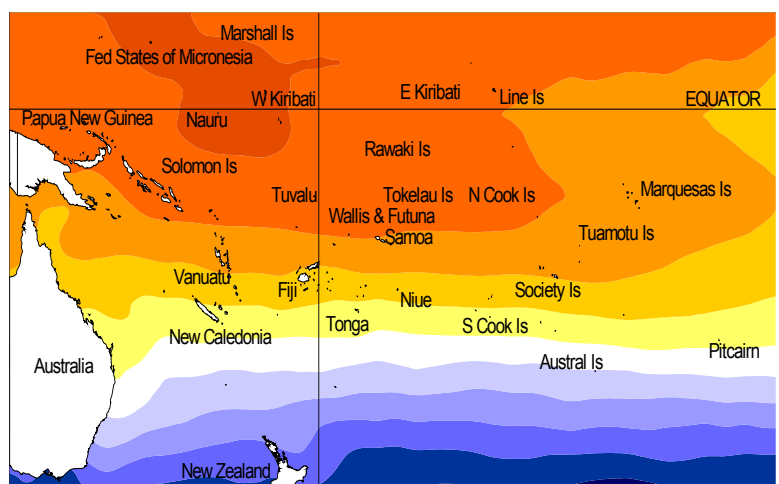 Marshall Is
Fed States of Micronesia
W Kiribati
E Kiribati
Line Is
EQUATOR
Papua New Guinea
Nauru
Rawaki Is
Solomon Is
Tuvalu
Tokelau Is
N Cook Is
Marquesas Is
Wallis & Futuna
Samoa
Tuamotu Is
Vanuatu
Fiji
Niue
Society Is
New Caledonia
Tonga
S Cook Is
Pitcairn
Australia
Austral Is
New Zealand